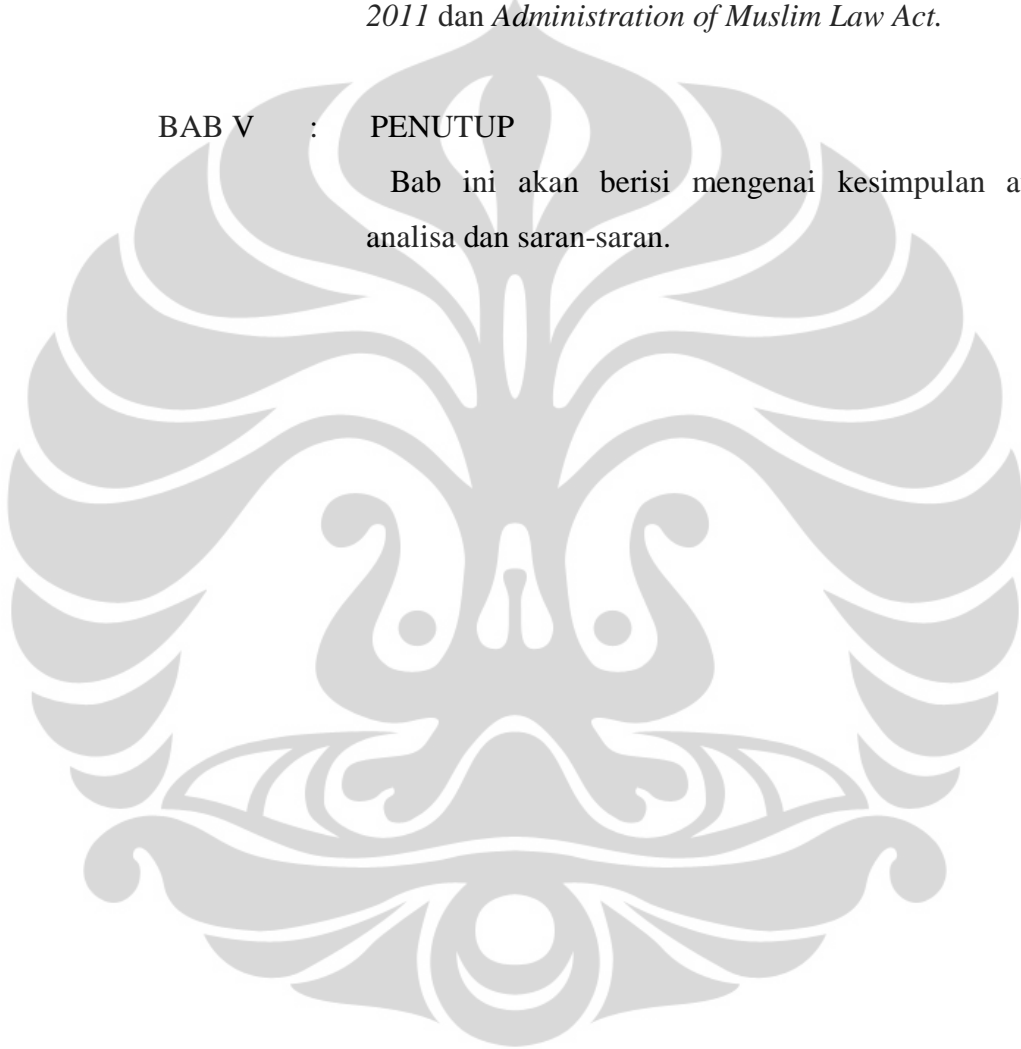 2011 dan Administration of Muslim Law Act.
BAB V : PENUTUP
Bab ini akan berisi mengenai kesimpulan a
analisa dan saran-saran.